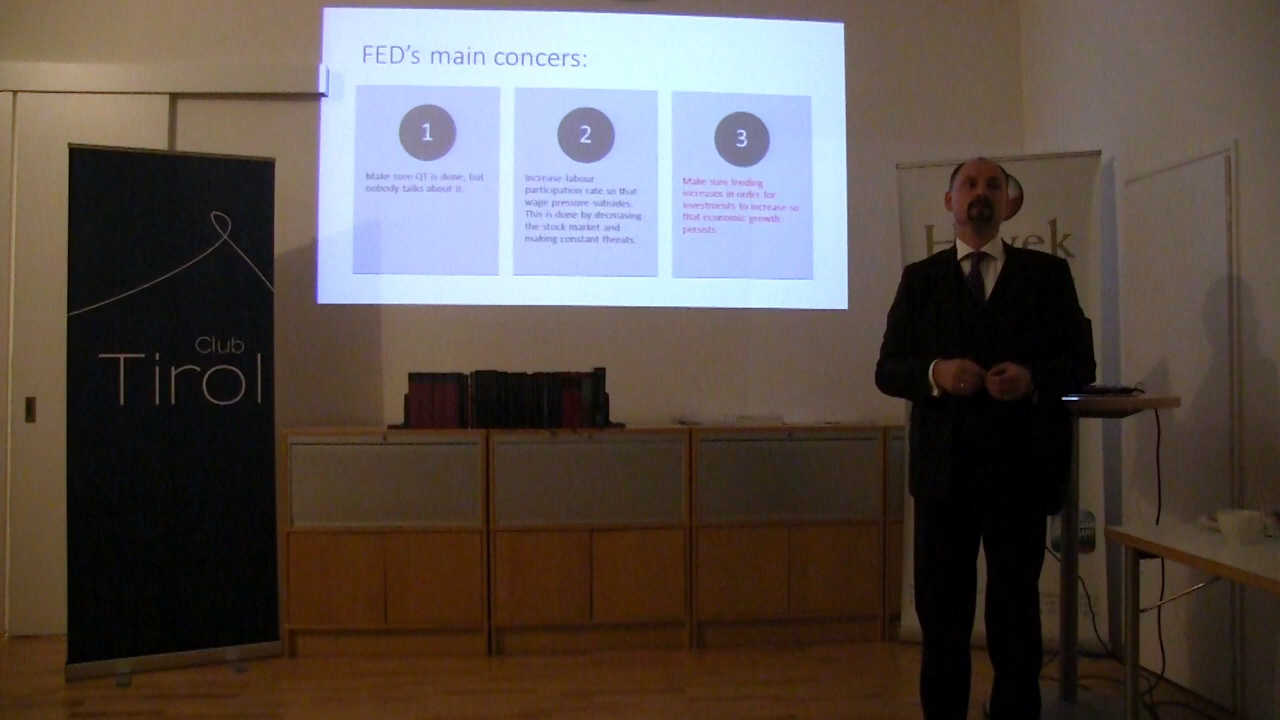 FED's main concers:
1
Make sure Q1 is done, but
nobody talks about it.
2
Increase labour
participation rate so that
wage pressure subsides.
This is done by decreasing
the stock market and
making constant threats.
3
Make sure lending
increases in order for
investments to increase so
that economic growth
persists.
Club
Tirol